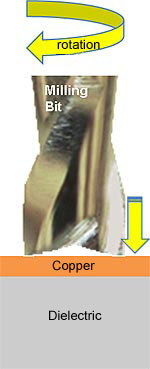 rotation
Milling
Bit
Copper
Dielectric